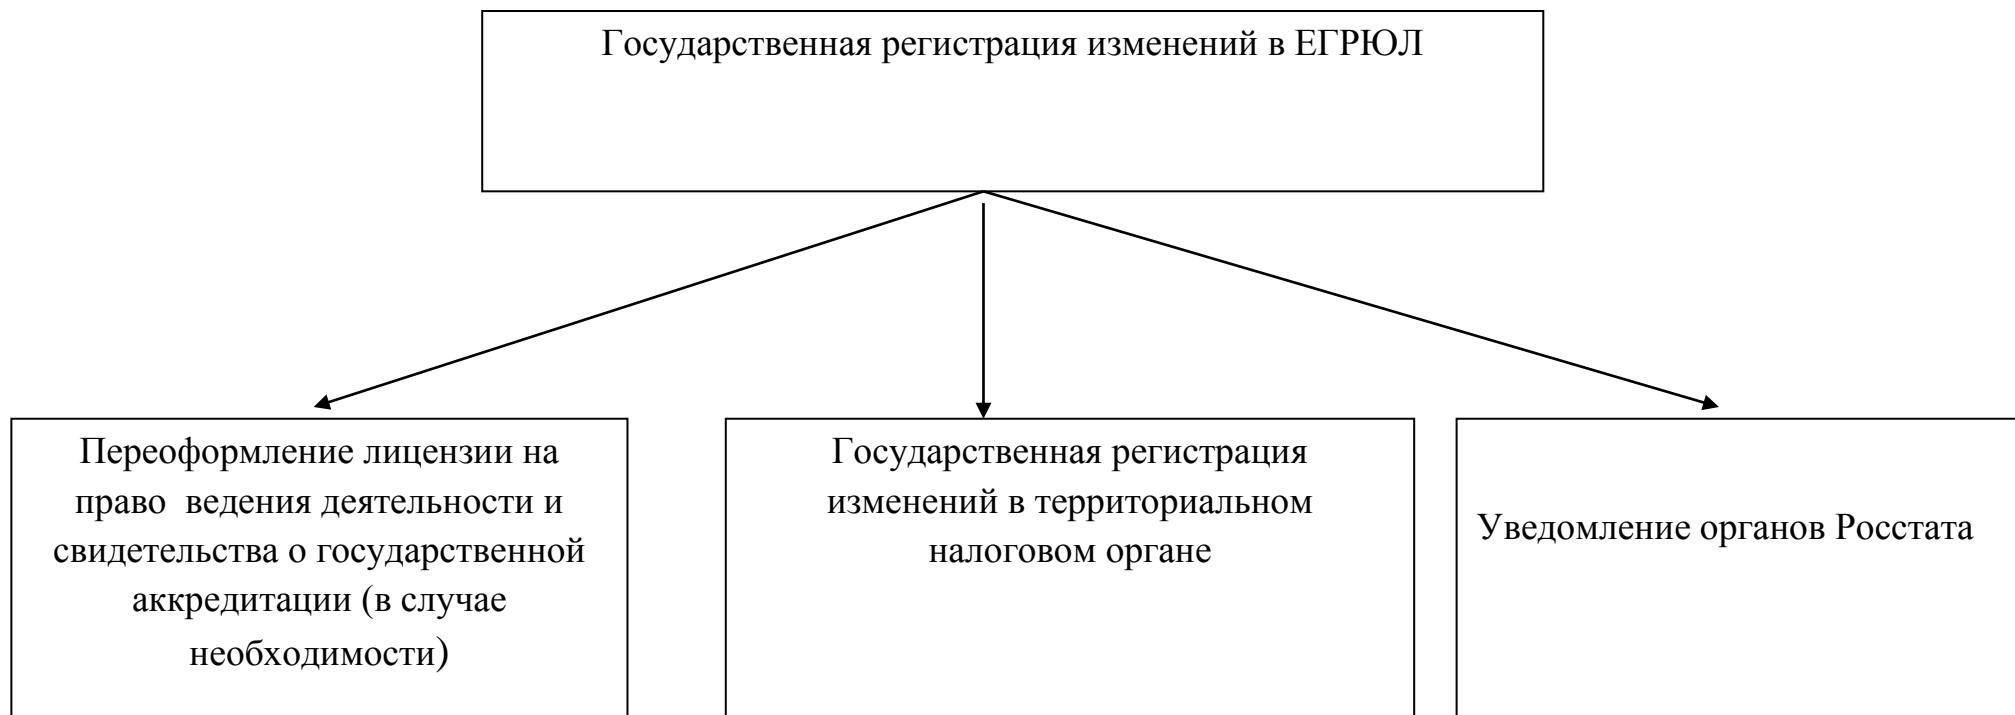 Государственная регистрация изменений в ЕГРЮЛ
Переоформление лицензии на
право  ведения деятельности и
свидетельства о государственной
аккредитации (в случае
необходимости)
Государственная регистрация
изменений в территориальном
налоговом органе
Уведомление органов Росстата